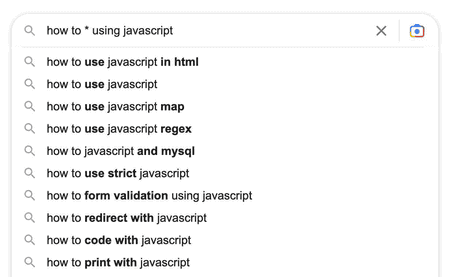 how to * using javascript
how to use javascript in html
how to use javascript
how to use javascript map
how to use javascript regex
how to javascript and mysql
how to use strict javascript
how to form validation using javascript
how to redirect with javascript
how to code with javascript
how to print with javascript